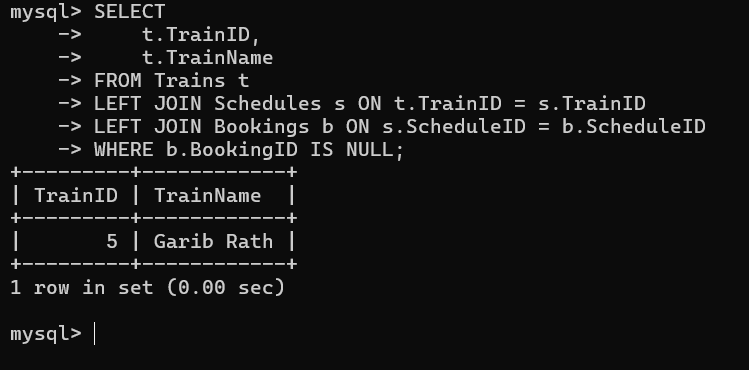 mysql> SELECT
    ->     t.TrainID,
    ->     t.TrainName
    -> FROM Trains t
    -> LEFT JOIN Schedules s ON t.TrainID = s.TrainID
    -> LEFT JOIN Bookings b ON s.ScheduleID = b.ScheduleID
    -> WHERE b.BookingID IS NULL;
+---------+------------+
| TrainID | TrainName  |
+---------+------------+
|       5 | Garib Rath |
+---------+------------+
1 row in set (0.00 sec)
mysql>